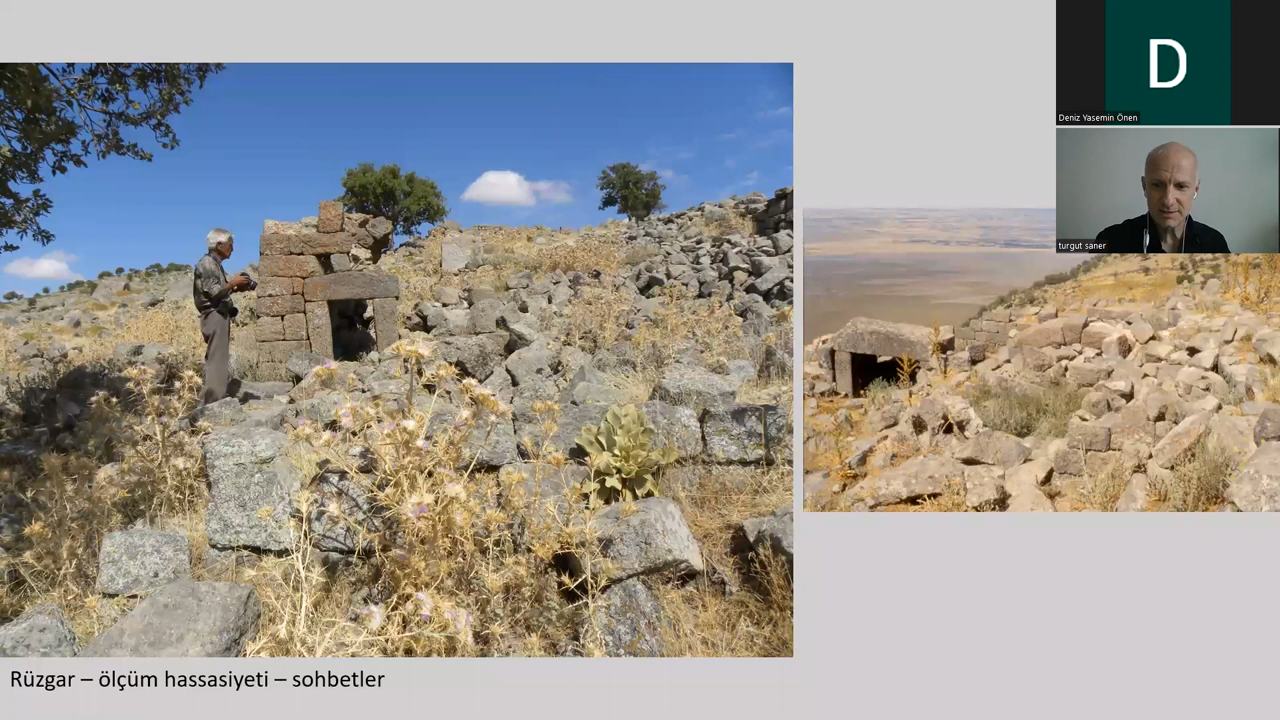 D
Deniz Yasemin Önen
turgut saner
Rüzgar – ölçüm hassasiyeti – sohbetler